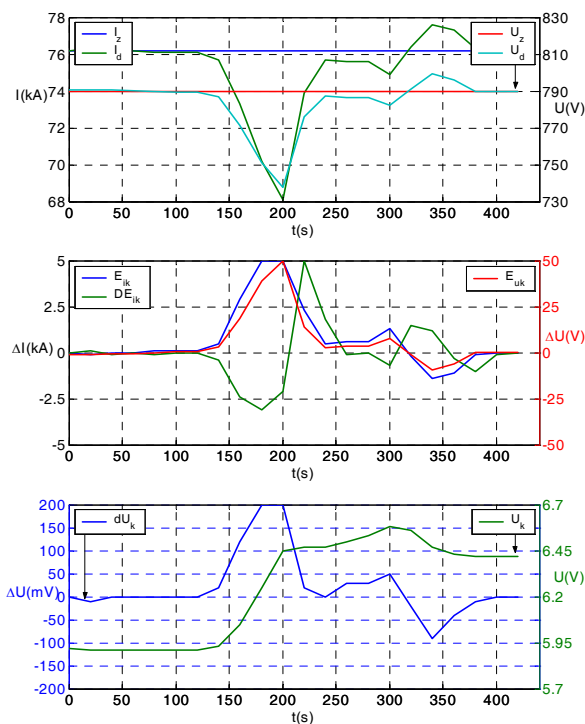 78
76
I(kA)
74
72
70
68
I_z
I_d
U_z
U_d
830
810
790
U(V)
770
750
730
0 50 100 150 200 250 300 350 400
t(s)
5
2.5
ΔI(kA)
0
-2.5
-5
E_ik
DE_ik
E_uk
50
25
ΔU(V)
0
-25
-50
0 50 100 150 200 250 300 350 400
t(s)
200
150
100
50
ΔU(mV)
0
-50
-100
-150
-200
dU_k
U_k
6.7
6.45
U(V)
6.2
5.95
5.7
0 50 100 150 200 250 300 350 400
t(s)